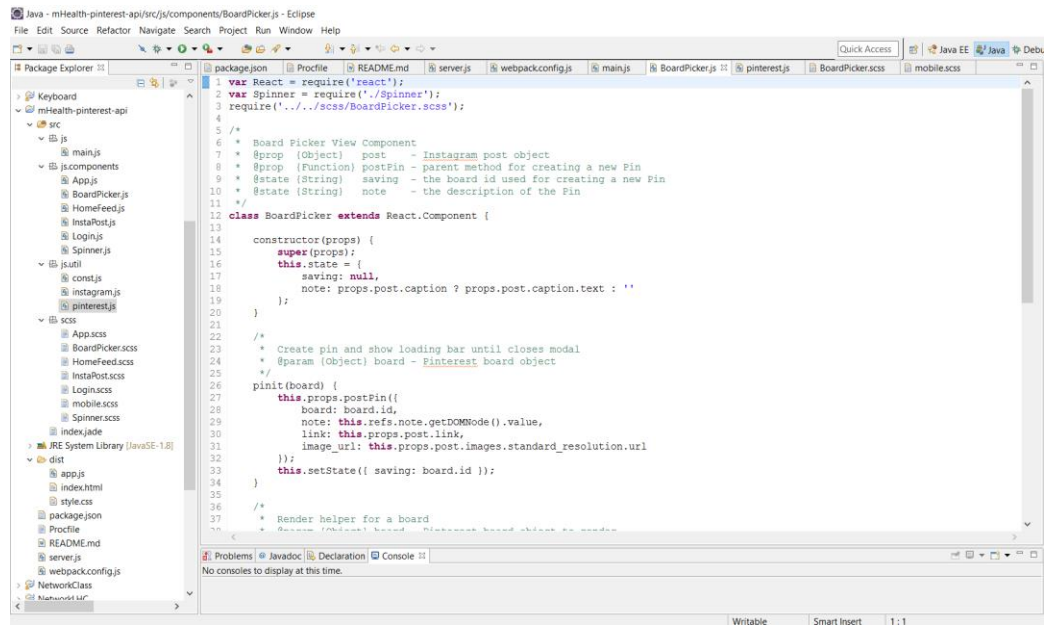 Java - mHealth-pinterest-api/src/js/components/BoardPicker.js - Eclipse
File Edit Source Refactor Navigate Search Project Run Window Help
Quick Access Java EE Java Debu
Package Explorer
package.json Procfile README.md server.js webpack.config.js main.js BoardPicker.js pinterest.js BoardPicker.scss mobile.scss
Keyboard
mHealth-pinterest-api
src
js
main.js
js.components
App.js
BoardPicker.js
HomeFeed.js
InstaPost.js
Login.js
Spinner.js
js.util
const.js
instagram.js
pinterest.js
scss
App.scss
BoardPicker.scss
HomeFeed.scss
InstaPost.scss
Login.scss
mobile.scss
Spinner.scss
index.jade
JRE System Library [JavaSE-1.8]
dist
app.js
index.html
style.css
package.json
Procfile
README.md
server.js
webpack.config.js
NetworkClass
NetworkLHC
1 var React = require('react');
2 var Spinner = require('./Spinner');
3 require('../../scss/BoardPicker.scss');
4
5 /*
6 * Board Picker View Component
7 * @prop {Object} post - Instagram post object
8 * @prop {Function} postPin - parent method for creating a new Pin
9 * @state {String} saving - the board id used for creating a new Pin
10 * @state {String} note - the description of the Pin
11 */
12 class BoardPicker extends React.Component {
13
14 constructor(props) {
15 super(props);
16 this.state = {
17 saving: null,
18 note: props.post.caption ? props.post.caption.text : ''
19 };
20 }
21
22 /*
23 * Create pin and show loading bar until closes modal
24 * @param {Object} board - Pinterest board object
25 */
26 pinit(board) {
27 this.props.postPin({
28 board: board.id,
29 note: this.refs.note.getDOMNode().value,
30 link: this.props.post.link,
31 image_url: this.props.post.images.standard_resolution.url
32 });
33 this.setState({ saving: board.id });
34 }
35
36 /*
37 * Render helper for a board
Problems Javadoc Declaration Console
No consoles to display at this time.
Writable Smart Insert 1 : 1